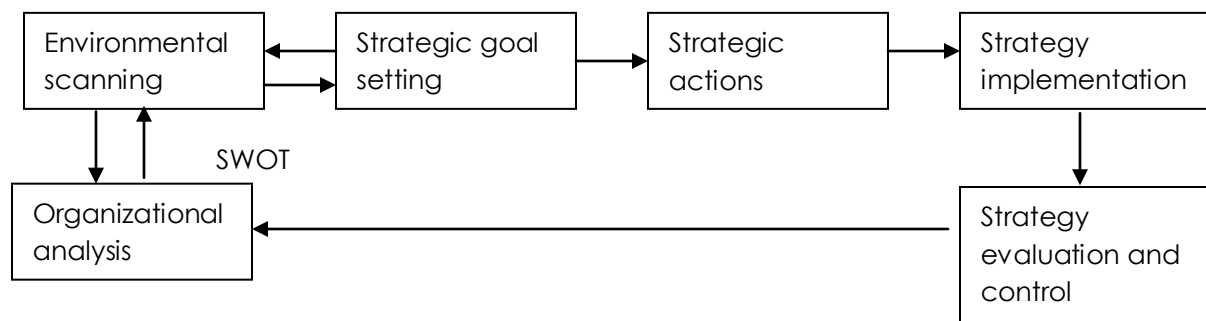 Environmental
scanning
Strategic goal
setting
Strategic
actions
Strategy
implementation
SWOT
Organizational
analysis
Strategy
evaluation and
control